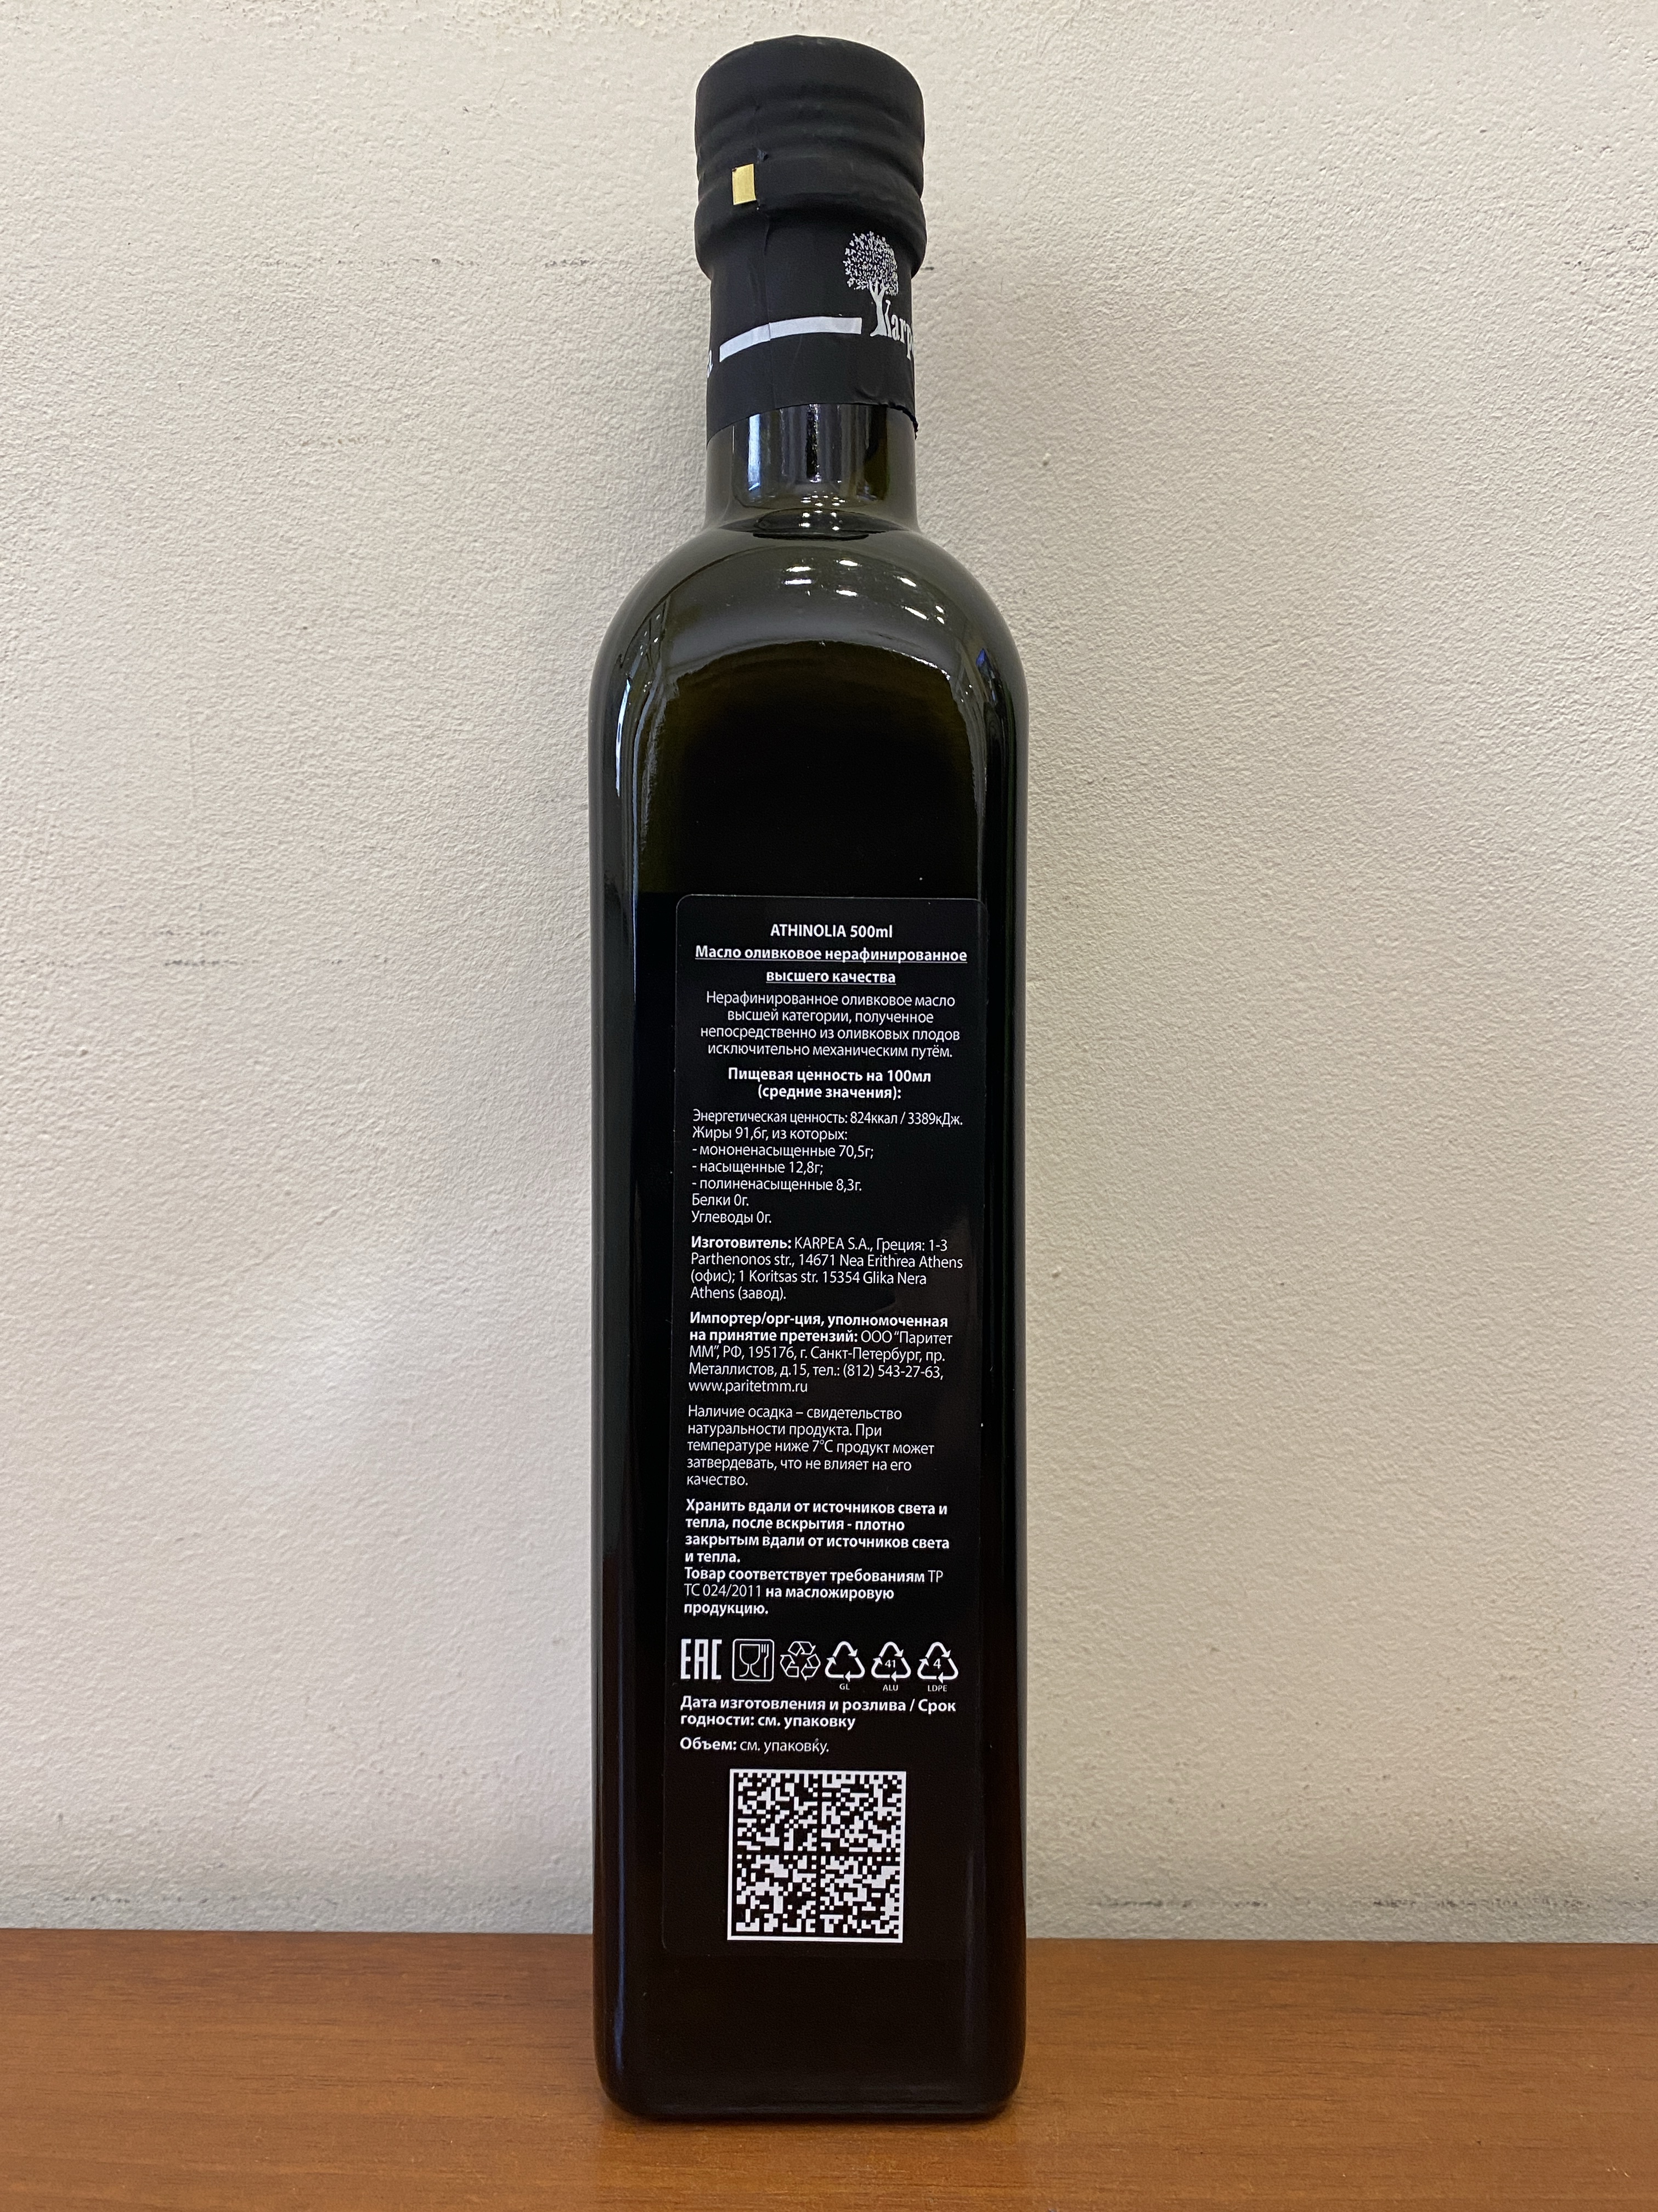 Karp
ATHINOLIA 500ml
Масло оливковое нерафинированное
высшего качества
Нерафинированное оливковое масло
высшей категории, полученное
непосредственно из оливковых плодов
исключительно механическим путём.
Пищевая ценность на 100мл
(средние значения):
Энергетическая ценность: 824ккал / 3389кДж.
Жиры 91,6г, из которых:
- мононенасыщенные 70,5г;
- насыщенные 12,8г;
- полиненасыщенные 8,3г.
Белки 0г.
Углеводы 0г.
Изготовитель: KARPEA S.A., Греция: 1-3
Parthenonos str., 14671 Nea Erithrea Athens
(офис); 1 Koritsas str. 15354 Glika Nera
Athens (завод).
Импортер/орг-ция, уполномоченная
на принятие претензий: ООО "Паритет
ММ", РФ, 195176, г. Санкт-Петербург, пр.
Металлистов, д.15, тел.: (812) 543-27-63,
www.paritetmm.ru
Наличие осадка – свидетельство
натуральности продукта. При
температуре ниже 7°С продукт может
затвердевать, что не влияет на его
качество.
Хранить вдали от источников света и
тепла, после вскрытия - плотно
закрытым вдали от источников света
и тепла.
Товар соответствует требованиям ТР
ТС 024/2011 на масложировую
продукцию.
EAC 41 4
GL ALU LDPE
Дата изготовления и розлива / Срок
годности: см. упаковку
Объем: см. упаковку.